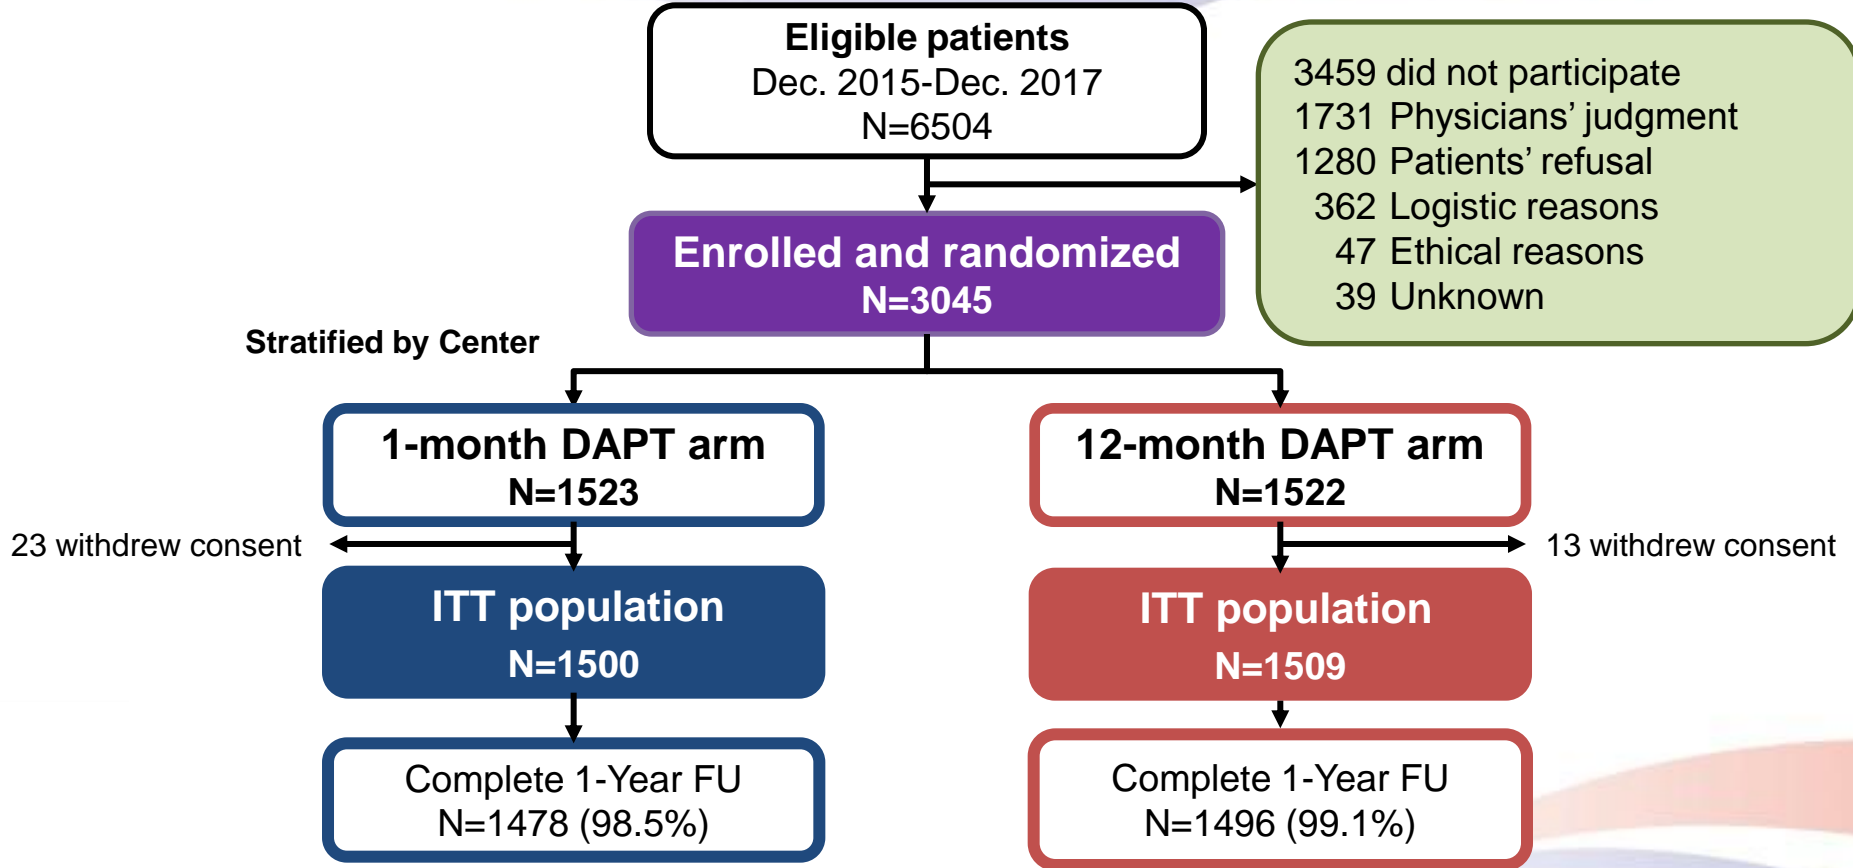 Eligible patients
Dec. 2015-Dec. 2017
N=6504
3459 did not participate
1731 Physicians’ judgment
1280 Patients’ refusal
362 Logistic reasons
47 Ethical reasons
39 Unknown
Enrolled and randomized
N=3045
Stratified by Center
1-month DAPT arm
N=1523
12-month DAPT arm
N=1522
23 withdrew consent
13 withdrew consent
ITT population
N=1500
ITT population
N=1509
Complete 1-Year FU
N=1478 (98.5%)
Complete 1-Year FU
N=1496 (99.1%)